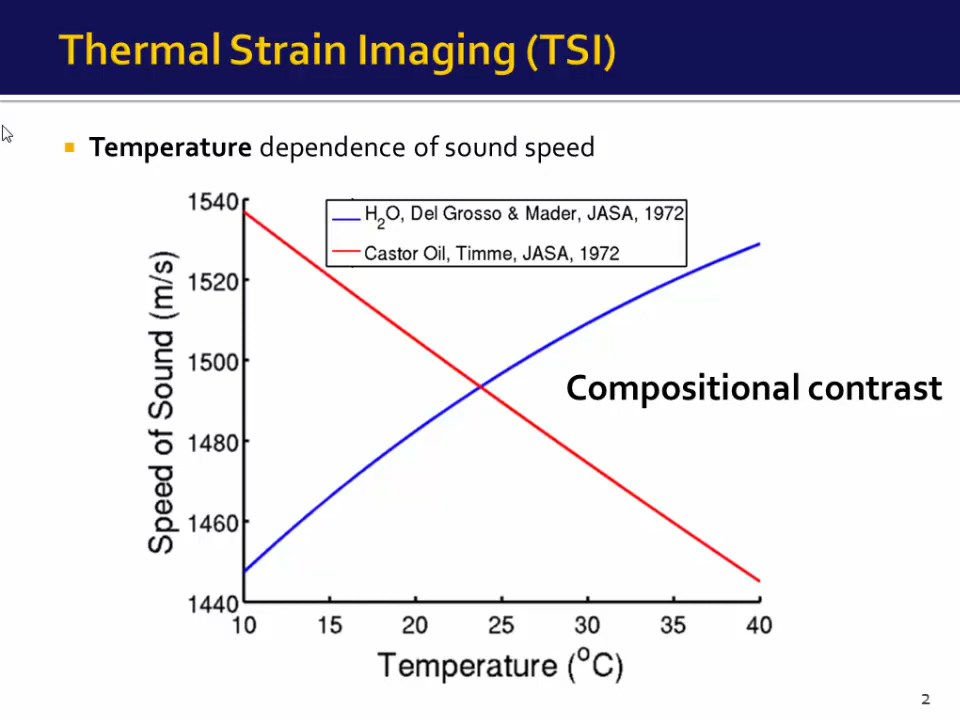 Thermal Strain Imaging (TSI)
Temperature dependence of sound speed
H2O, Del Grosso & Mader, JASA, 1972
Castor Oil, Timme, JASA, 1972
1540
1520
1500
1480
1460
1440
Speed of Sound (m/s)
Compositional contrast
10 15 20 25 30 35 40
Temperature (°C)
2